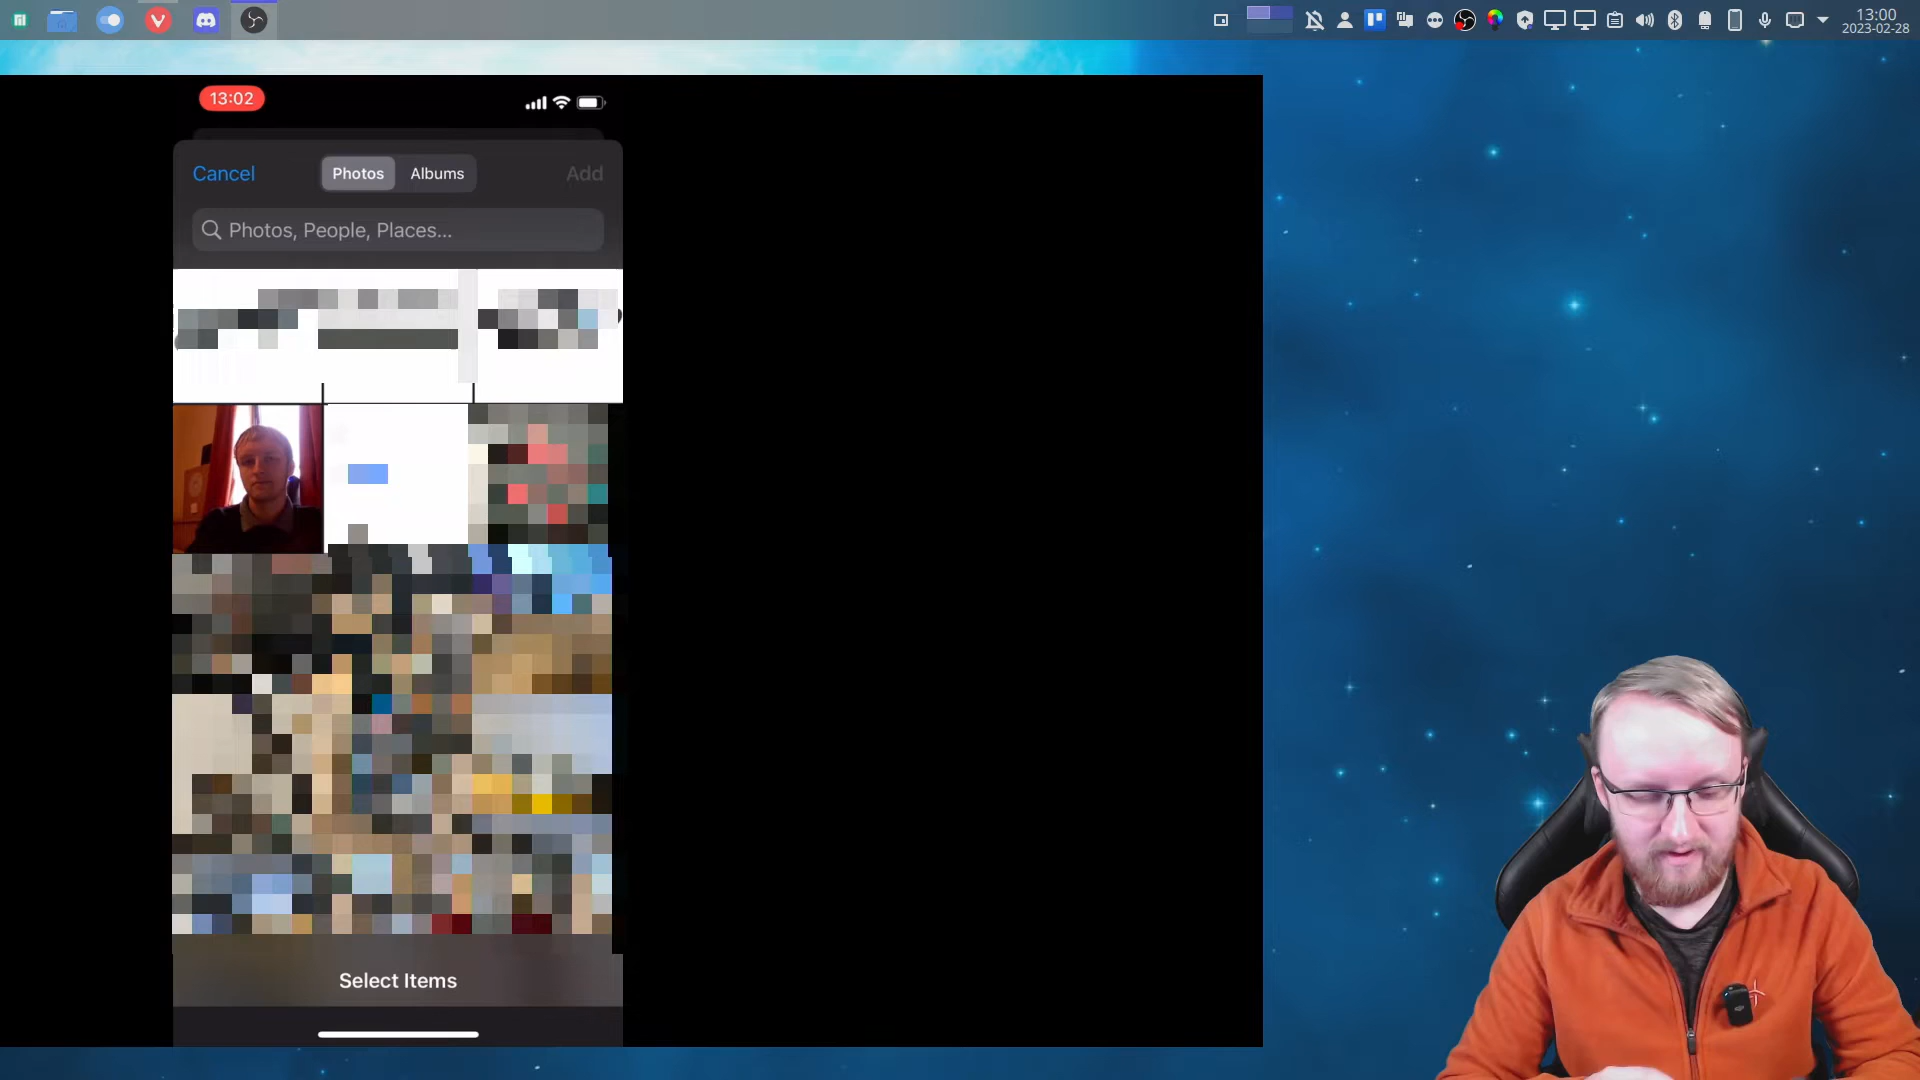 13:00
2023-02-28
13:02
Cancel
Photos
Albums
Add
Photos, People, Places...
Select Items